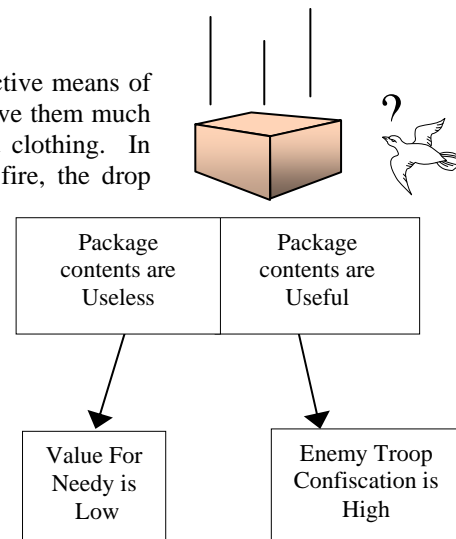 ctive means of
ve them much
clothing. In
fire, the drop
?
Package
contents are
Useless
Package
contents are
Useful
Value For
Needy is
Low
Enemy Troop
Confiscation is
High